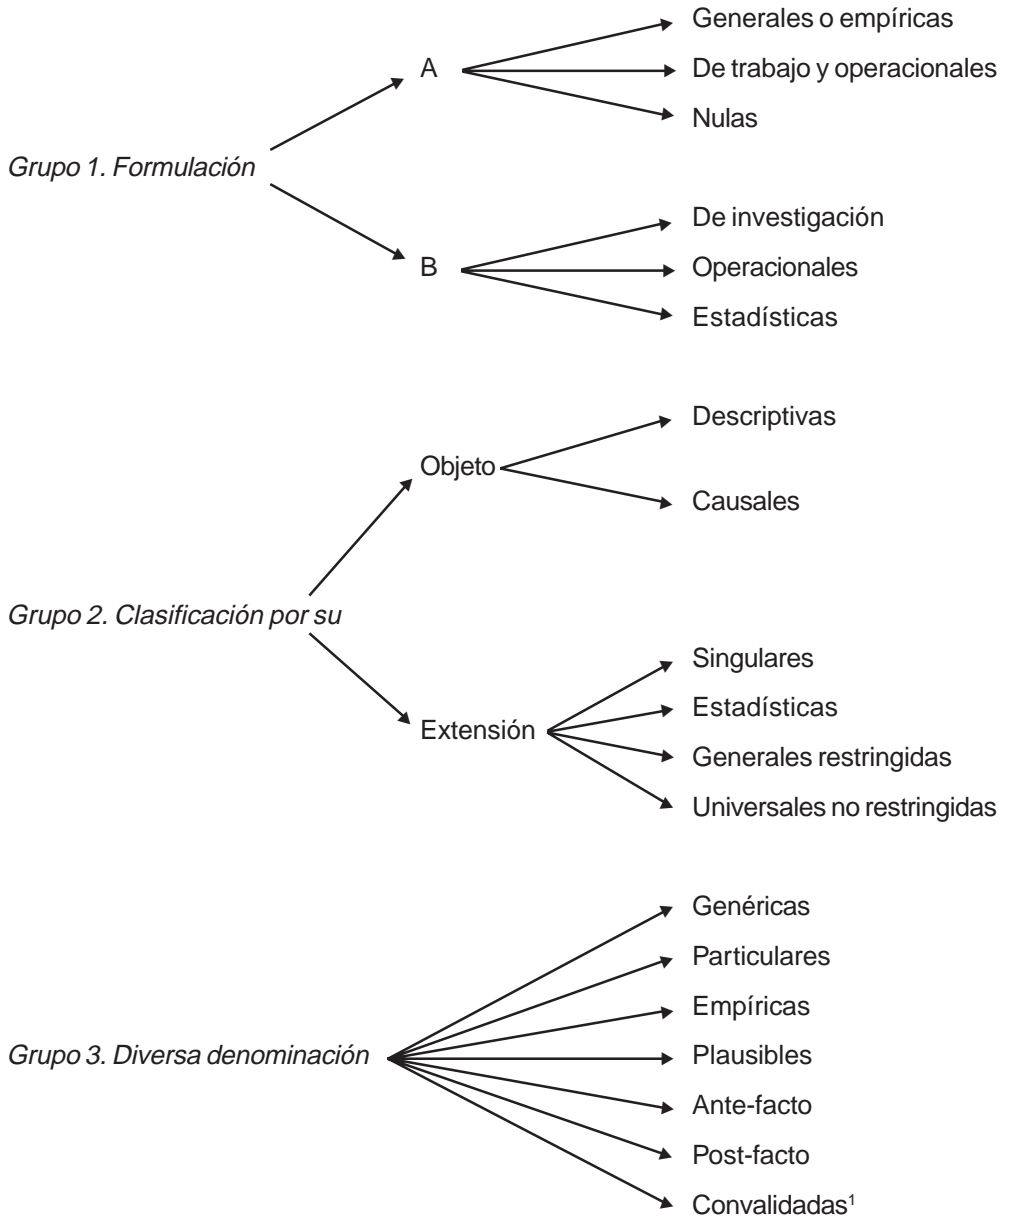 Generales o empíricas
A
De trabajo y operacionales
Nulas
Grupo 1. Formulación
De investigación
B
Operacionales
Estadísticas
Descriptivas
Objeto
Causales
Grupo 2. Clasificación por su
Singulares
Estadísticas
Extensión
Generales restringidas
Universales no restringidas
Genéricas
Particulares
Empíricas
Grupo 3. Diversa denominación
Plausibles
Ante-facto
Post-facto
Convalidadas¹